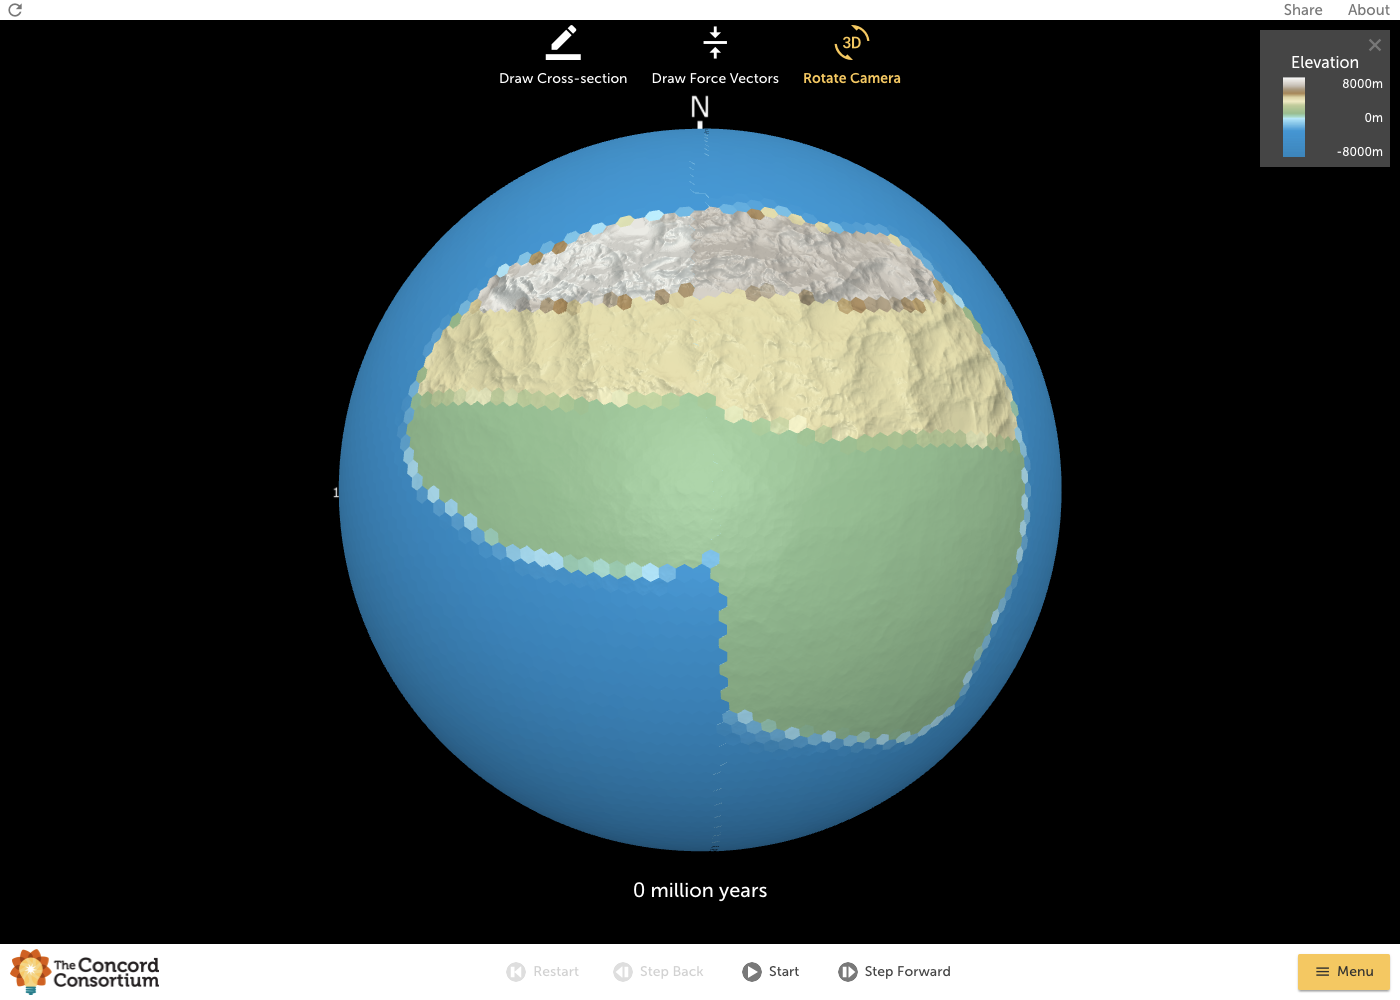 Share About
Draw Cross-section Draw Force Vectors Rotate Camera
3D
Elevation
8000m
0m
-8000m
N
1
0 million years
The Concord
Consortium
Restart Step Back Start Step Forward
Menu